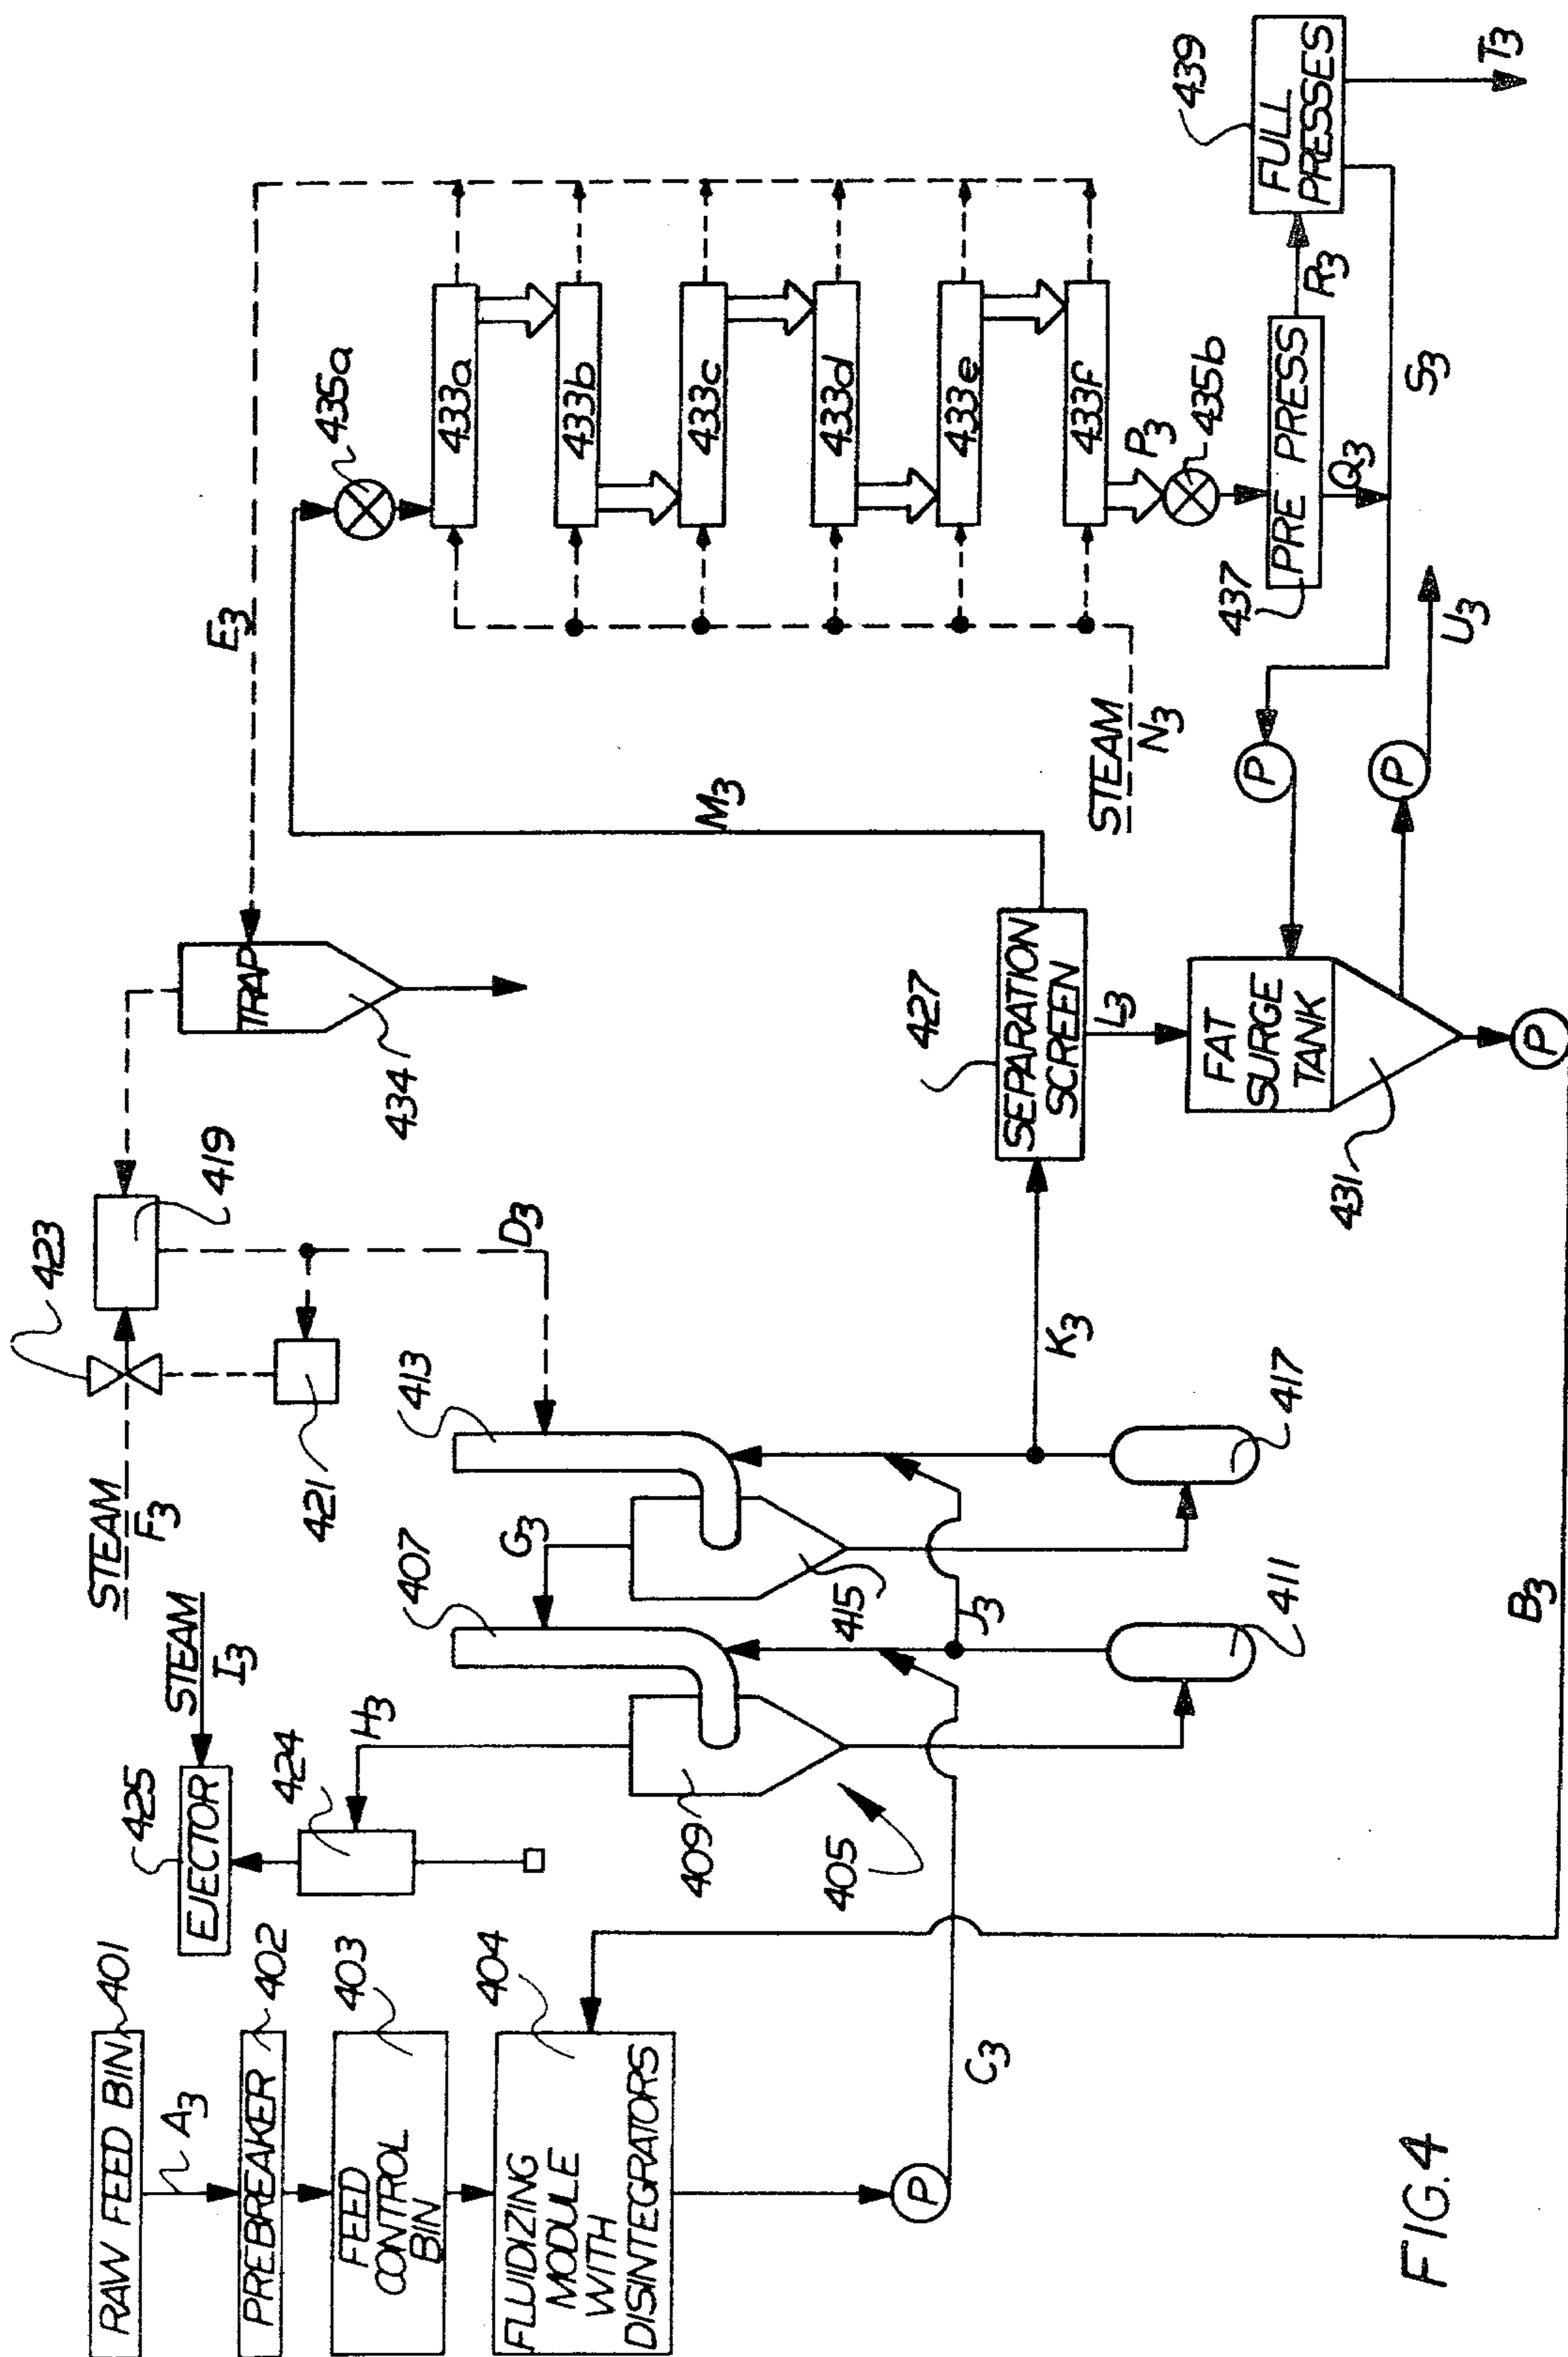 RAW FEED BIN
401
A3
PREBREAKER
402
FEED
CONTROL
BIN
403
FLUIDIZING
MODULE
WITH
DISINTEGRATORS
404
P
C3
EJECTOR
425
STEAM
I3
424
H3
409
405
407
G3
411
J3
415
413
417
STEAM
F3
423
419
421
D3
K3
TRAP
434
E3
SEPARATION
SCREEN
427
L3
M3
FAT
SURGE
TANK
431
P
B3
P
P
U3
STEAM
N3
435a
433a
433b
433c
433d
433e
433f
P3
435b
PRE PRESS
437
Q3
R3
S3
FULL
PRESSES
439
T3
FIG.4